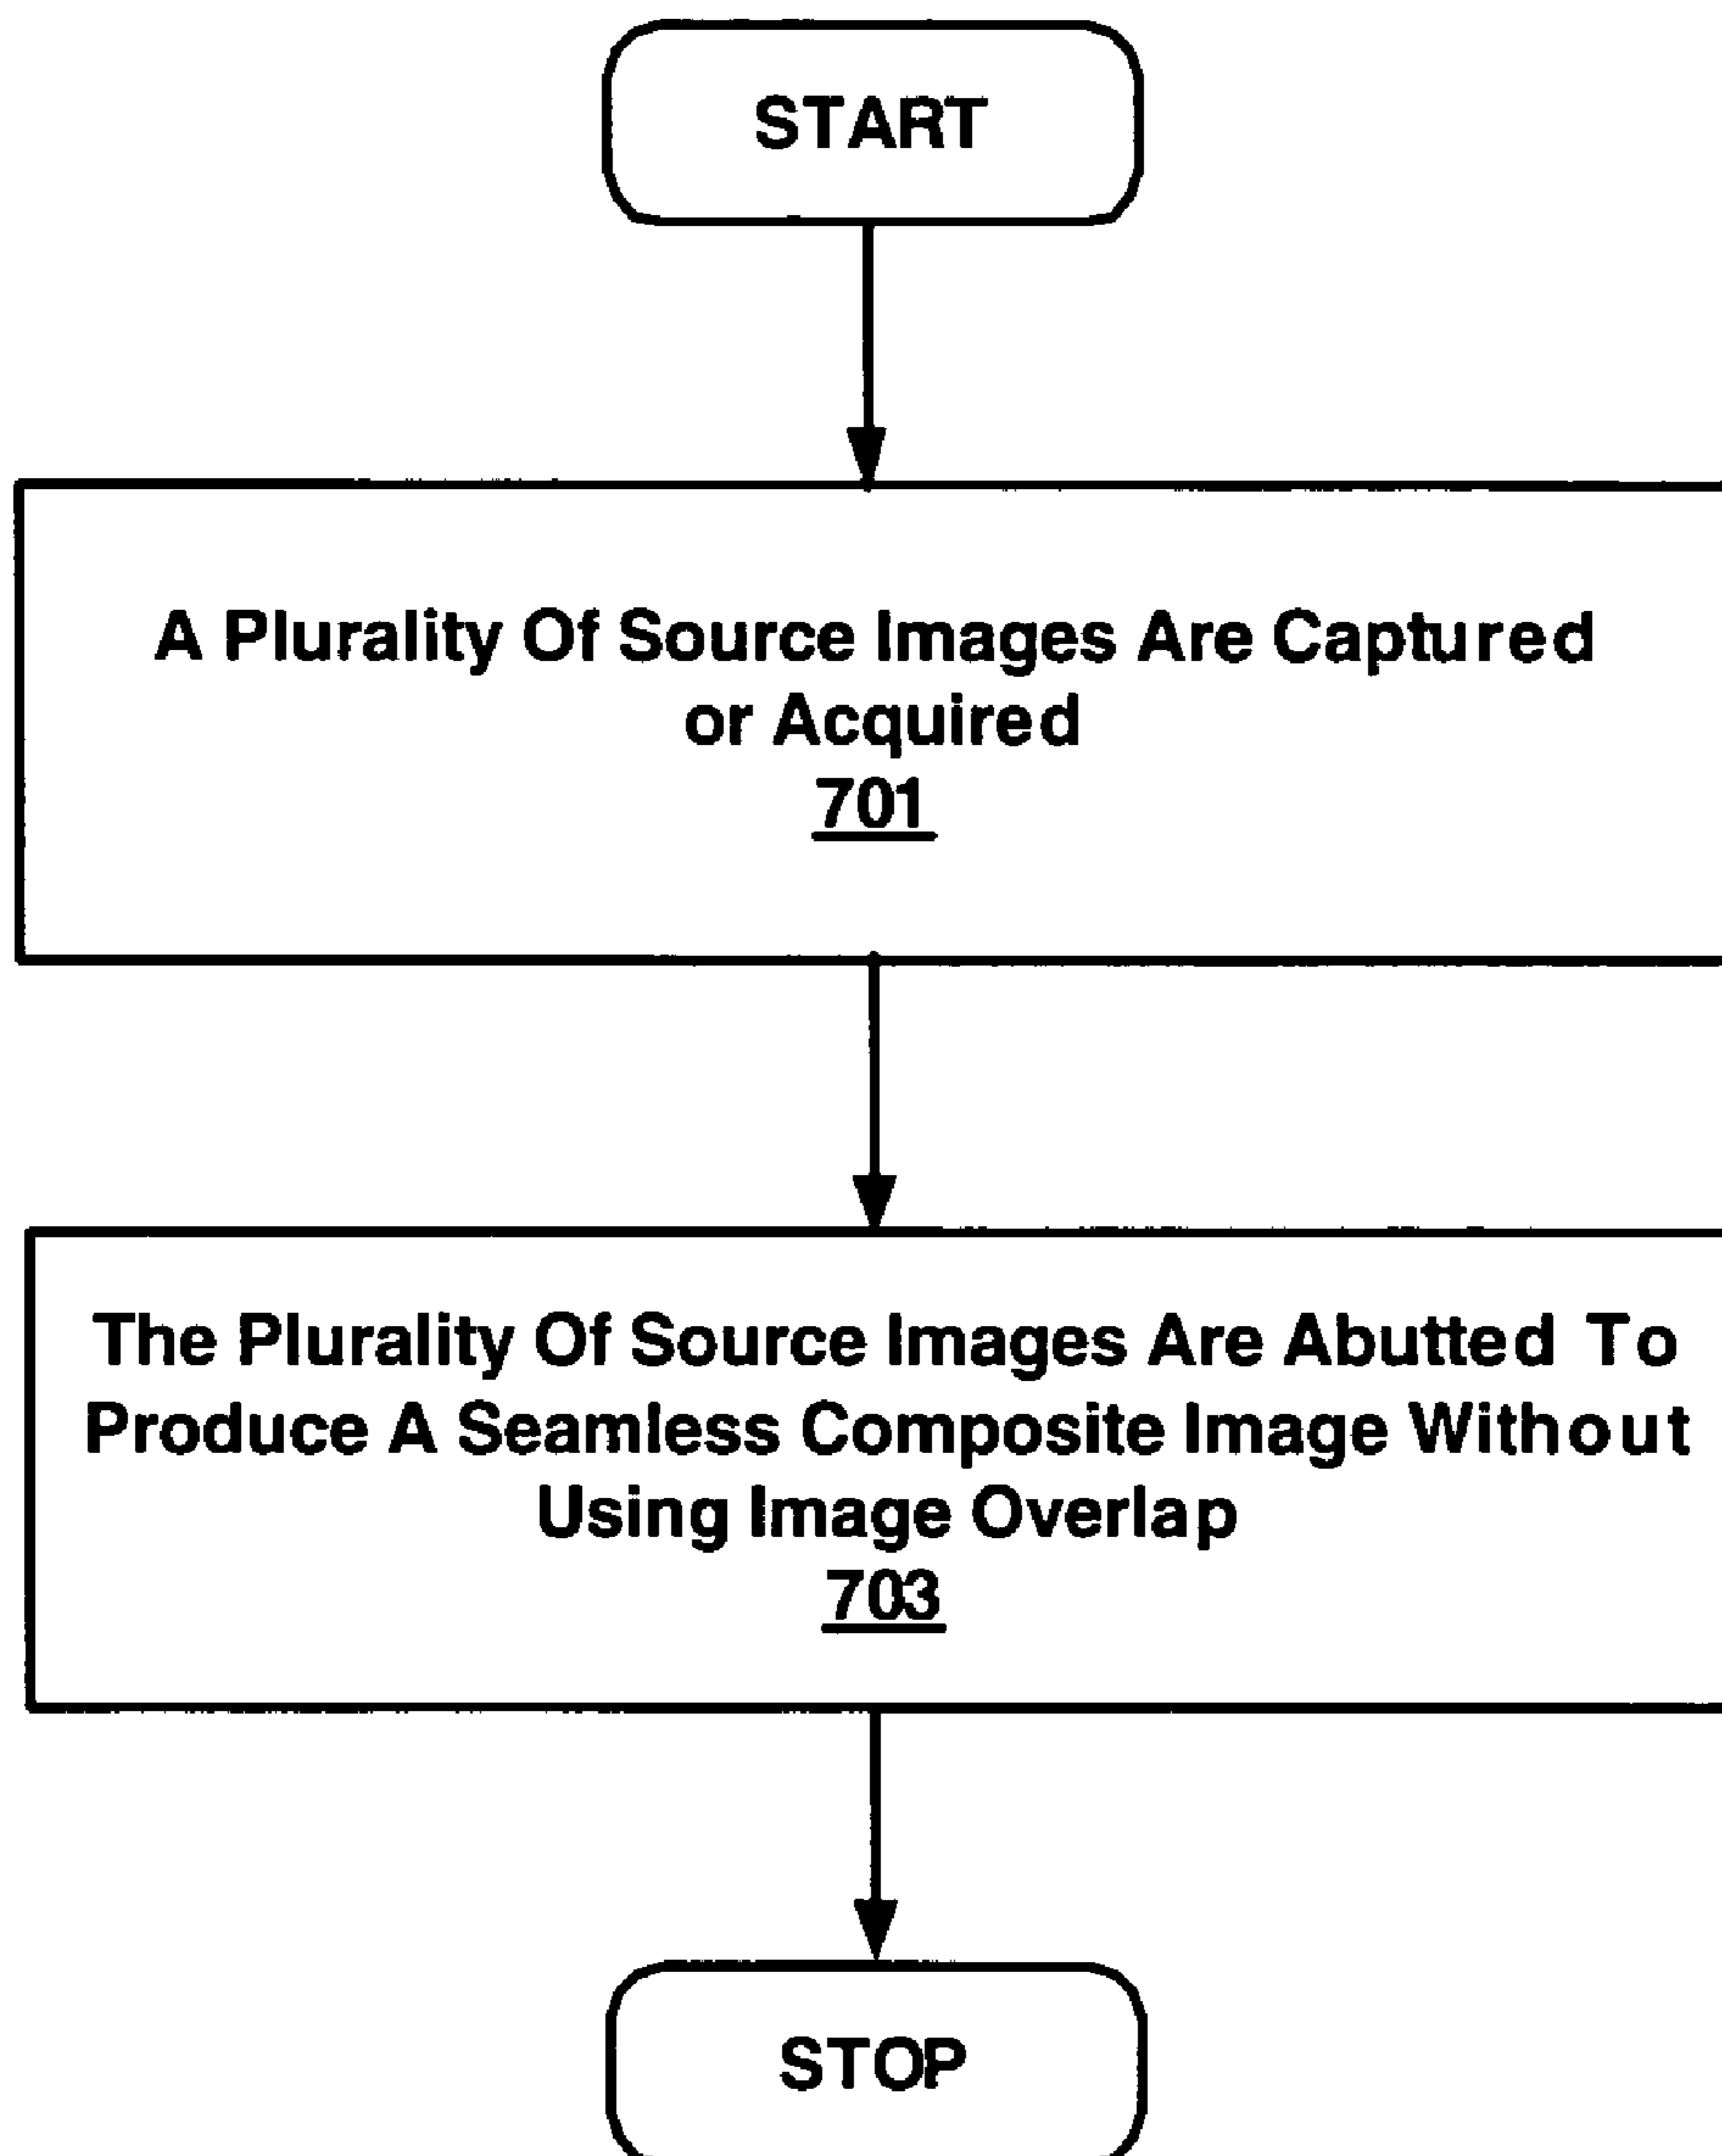 START
A Plurality Of Source Images Are Captured
or Acquired
701
The Plurality Of Source Images Are Abutted To
Produce A Seamless Composite Image Without
Using Image Overlap
703
STOP